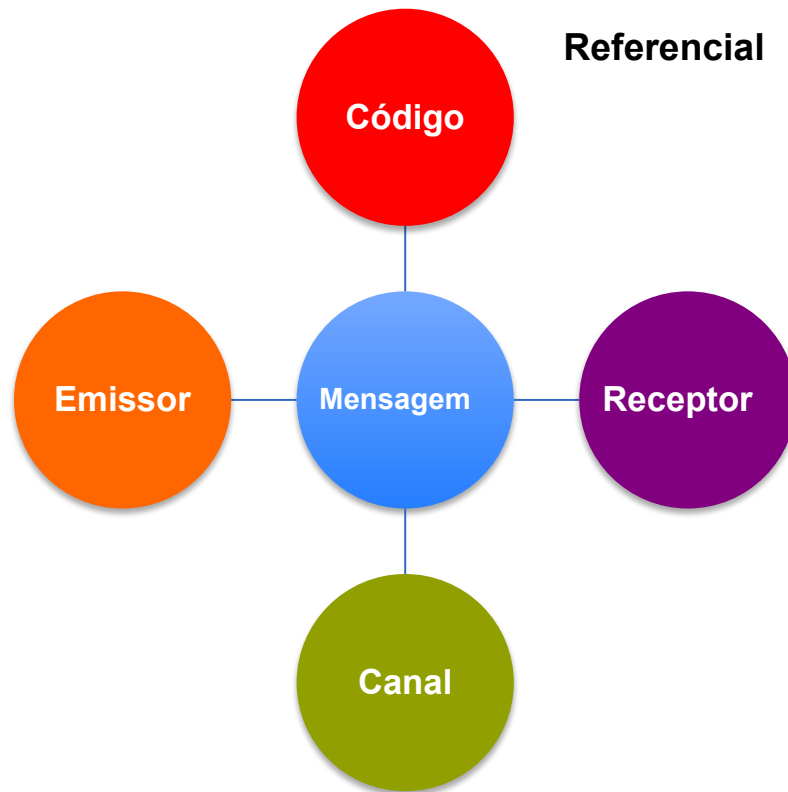 Referencial
Código
Emissor
Mensagem
Receptor
Canal